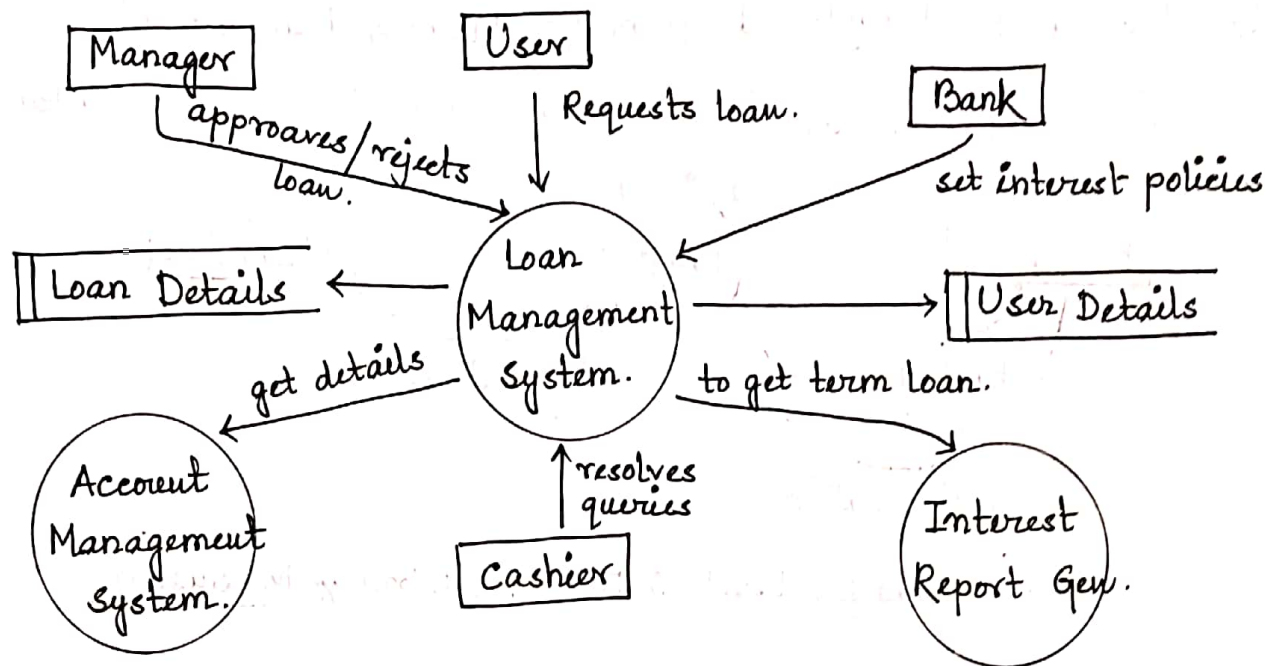 Manager
User
Bank
approaves/rejects
loan.
Requests loan.
set interest policies
Loan
Management
System.
Loan Details
User Details
get details
to get term loan.
Account
Management
System.
resolves
queries
Cashier
Interest
Report Gen.